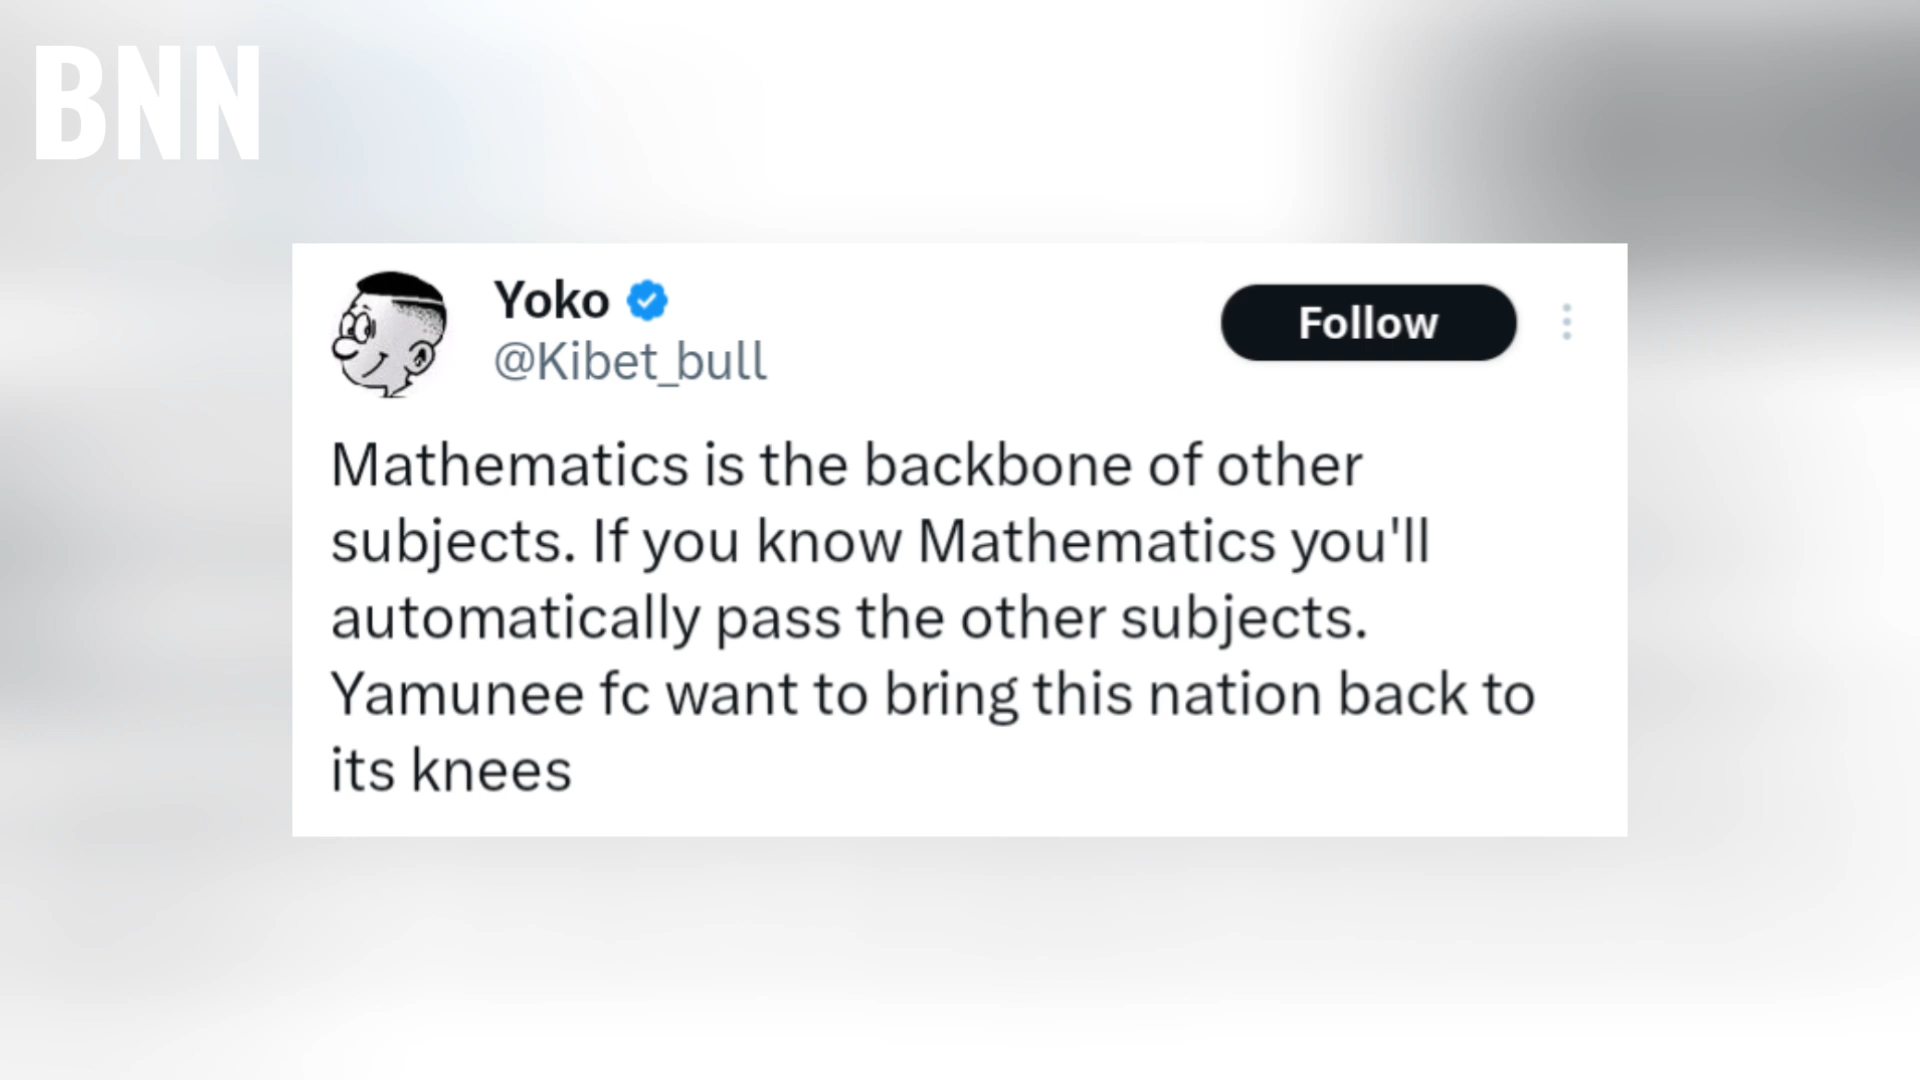 BNN
Yoko
@Kibet_bull
Follow
Mathematics is the backbone of other
subjects. If you know Mathematics you'll
automatically pass the other subjects.
Yamunee fc want to bring this nation back to
its knees